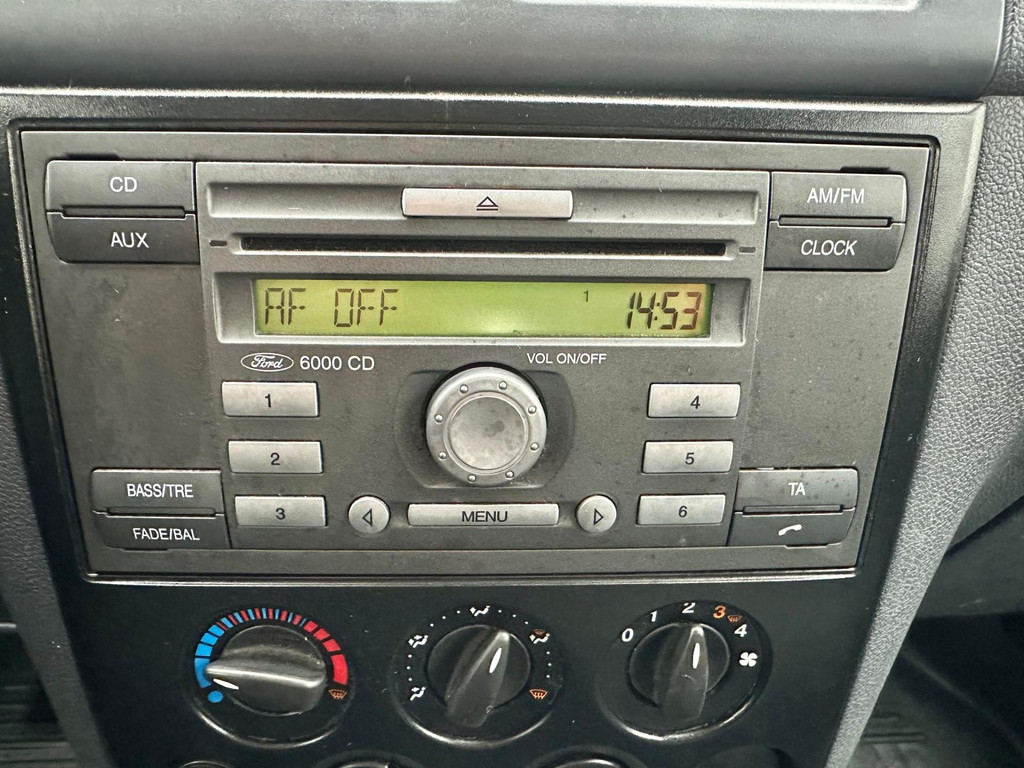 CD
AUX
AM/FM
CLOCK
AF OFF 1 14:53
Ford 6000 CD
VOL ON/OFF
1
2
3
4
5
6
BASS/TRE
FADE/BAL
MENU
TA
0 1 2 3 4